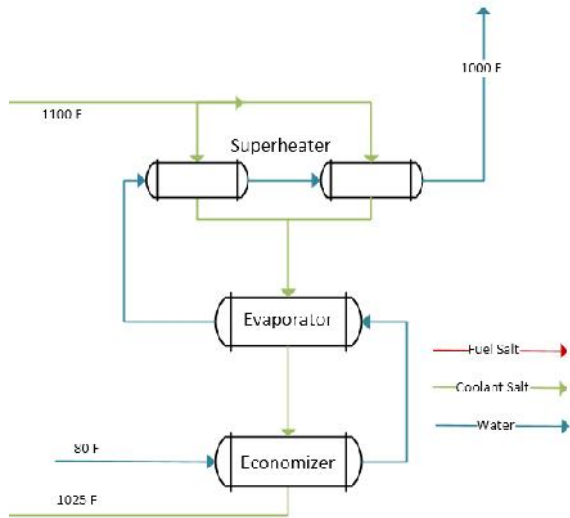 1000 F
1100 F
Superheater
Evaporator
Fuel Salt
Coolant Salt
Water
80 F
Economizer
1025 F